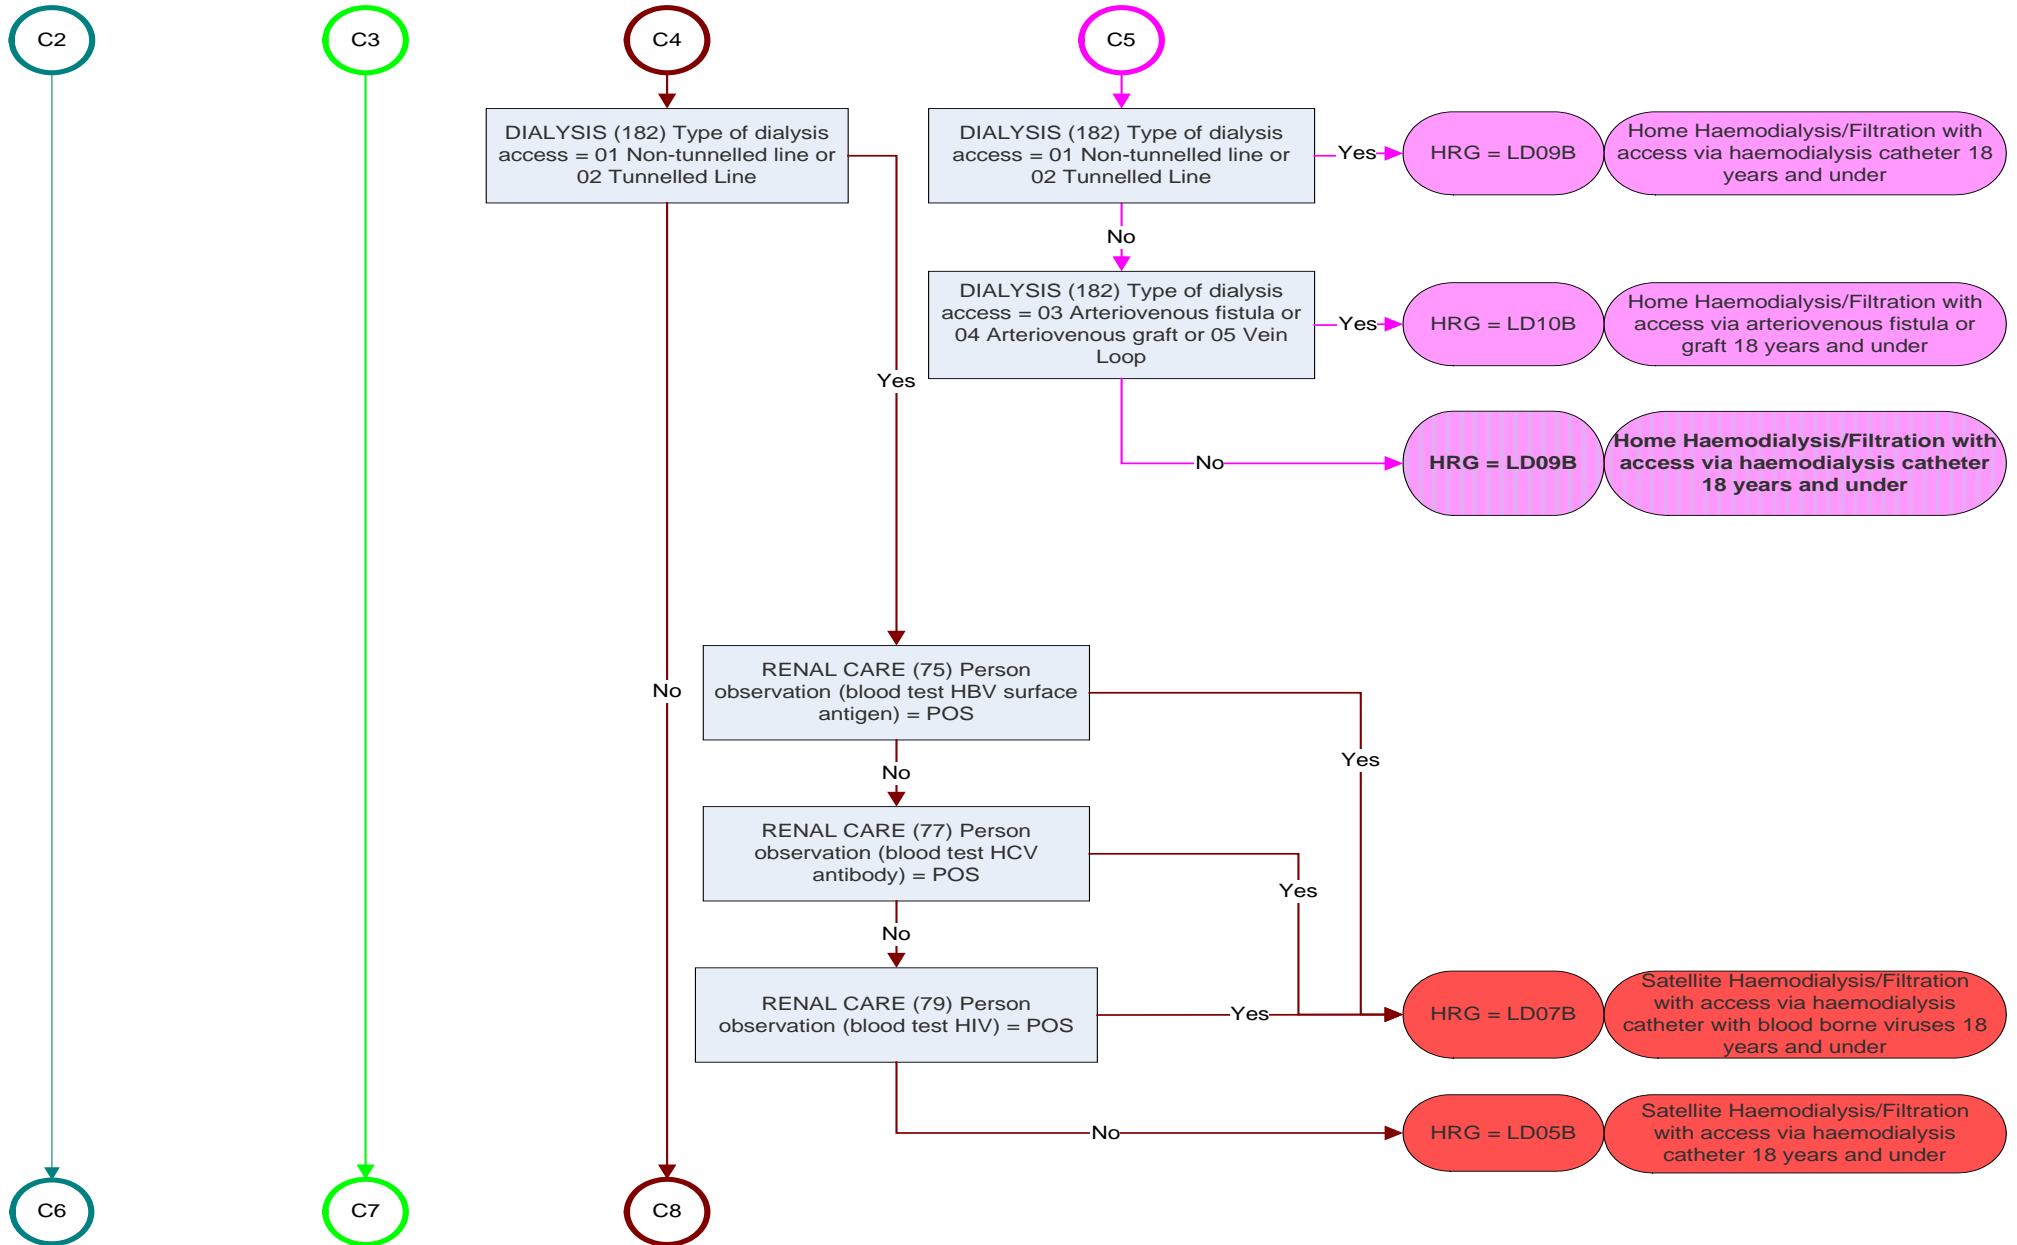 C2
C3
C4
C5
DIALYSIS (182) Type of dialysis
access = 01 Non-tunnelled line or
02 Tunnelled Line
DIALYSIS (182) Type of dialysis
access = 01 Non-tunnelled line or
02 Tunnelled Line
Yes
HRG = LD09B
Home Haemodialysis/Filtration with
access via haemodialysis catheter 18
years and under
No
DIALYSIS (182) Type of dialysis
access = 03 Arteriovenous fistula or
04 Arteriovenous graft or 05 Vein
Loop
Yes
HRG = LD10B
Home Haemodialysis/Filtration with
access via arteriovenous fistula or
graft 18 years and under
Yes
No
HRG = LD09B
Home Haemodialysis/Filtration with
access via haemodialysis catheter
18 years and under
No
RENAL CARE (75) Person
observation (blood test HBV surface
antigen) = POS
Yes
No
RENAL CARE (77) Person
observation (blood test HCV
antibody) = POS
Yes
No
RENAL CARE (79) Person
observation (blood test HIV) = POS
Yes
HRG = LD07B
Satellite Haemodialysis/Filtration
with access via haemodialysis
catheter with blood borne viruses 18
years and under
No
HRG = LD05B
Satellite Haemodialysis/Filtration
with access via haemodialysis
catheter 18 years and under
C6
C7
C8